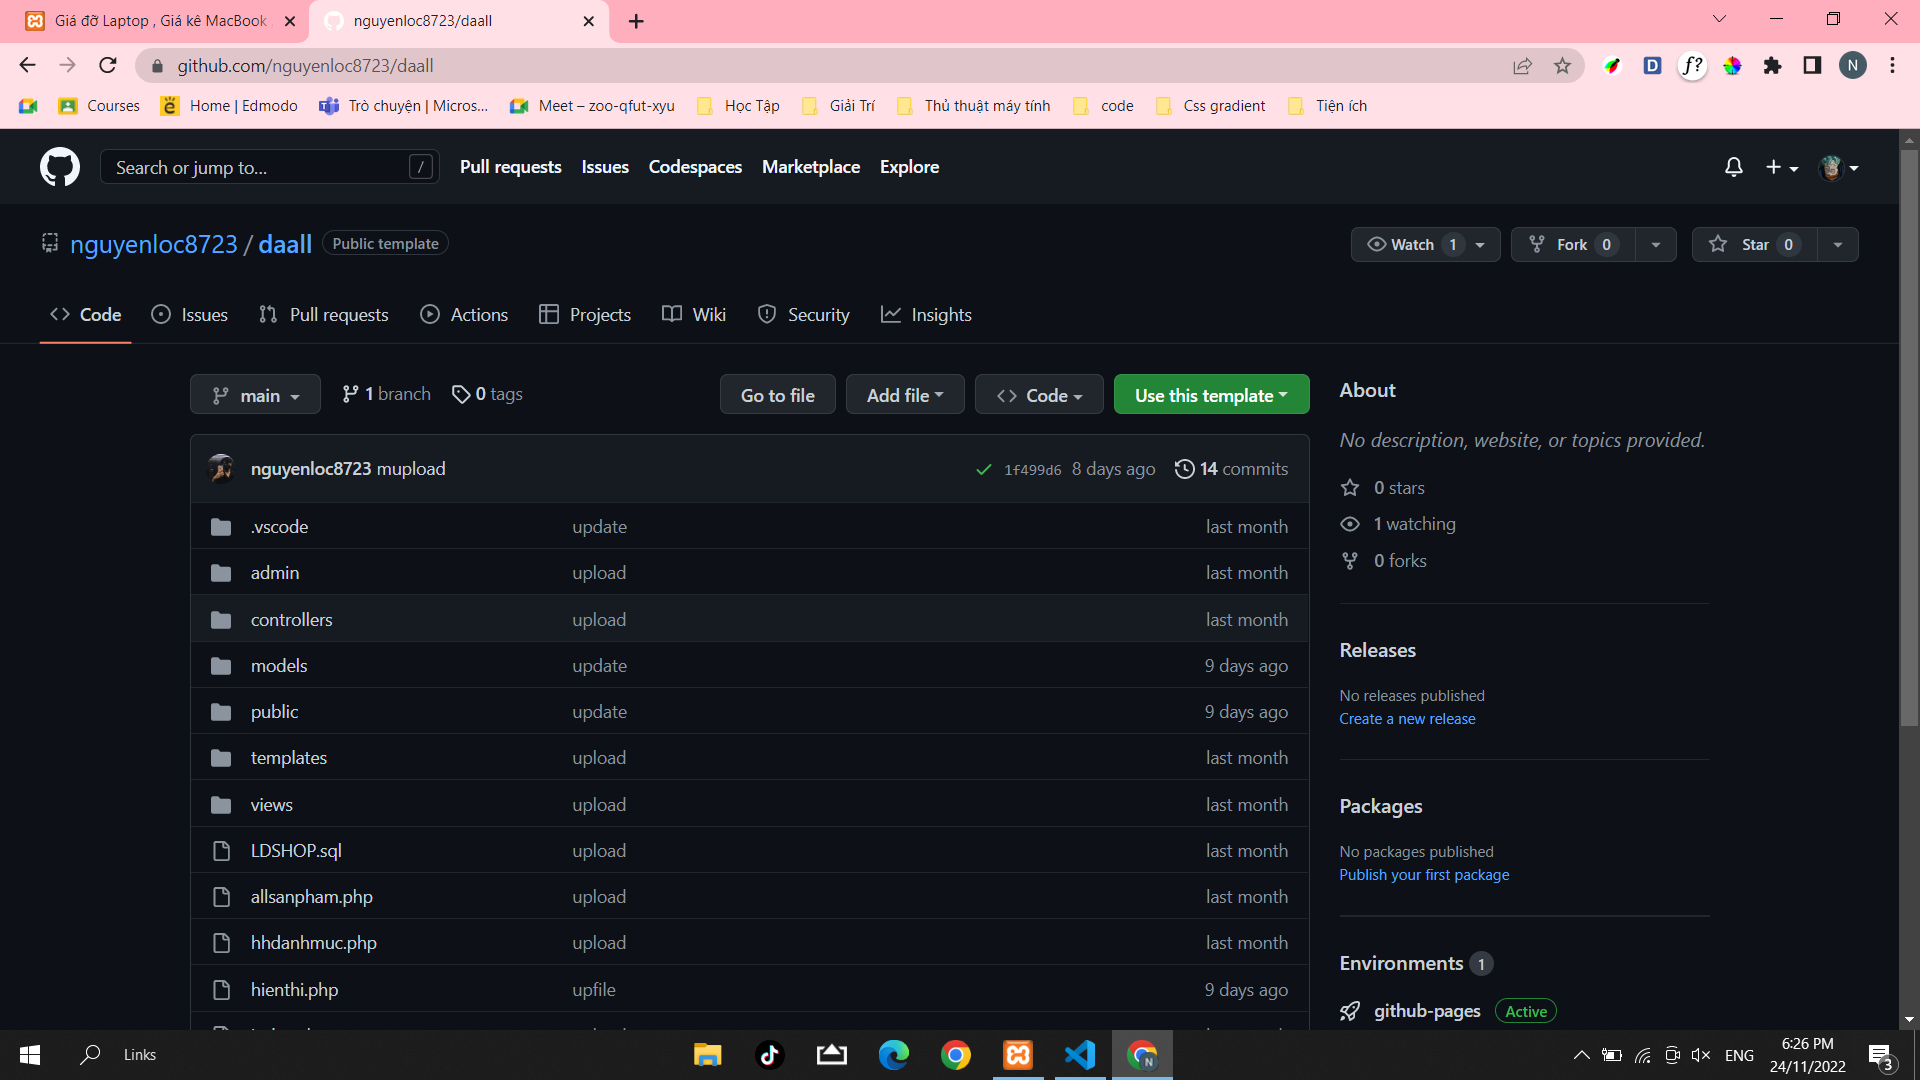 Giá đỡ Laptop , Giá kê MacBook
nguyenloc8723/daall
github.com/nguyenloc8723/daall
D
f?
N
Courses
Home | Edmodo
Trò chuyện | Micros...
Meet – zoo-qfut-xyu
Học Tập
Giải Trí
Thủ thuật máy tính
code
Css gradient
Tiện ích
Search or jump to...
/
Pull requests
Issues
Codespaces
Marketplace
Explore
nguyenloc8723 / daall
Public template
Watch 1
Fork 0
Star 0
Code
Issues
Pull requests
Actions
Projects
Wiki
Security
Insights
main
1 branch
0 tags
Go to file
Add file
Code
Use this template
nguyenloc8723 mupload
1f499d6 8 days ago
14 commits
.vscode update last month
admin upload last month
controllers upload last month
models update 9 days ago
public update 9 days ago
templates upload last month
views upload last month
LDSHOP.sql upload last month
allsanpham.php upload last month
hhdanhmuc.php upload last month
hienthi.php upfile 9 days ago
About
No description, website, or topics provided.
0 stars
1 watching
0 forks
Releases
No releases published
Create a new release
Packages
No packages published
Publish your first package
Environments 1
github-pages Active
Links
N
ENG
6:26 PM
24/11/2022
3